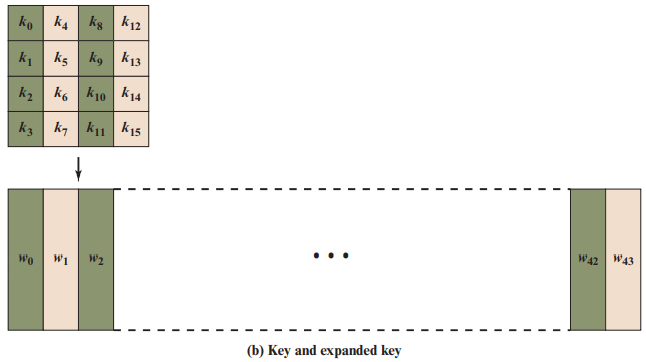 k0 k4 k8 k12
k1 k5 k9 k13
k2 k6 k10 k14
k3 k7 k11 k15
w0 w1 w2 • • • w42 w43
(b) Key and expanded key